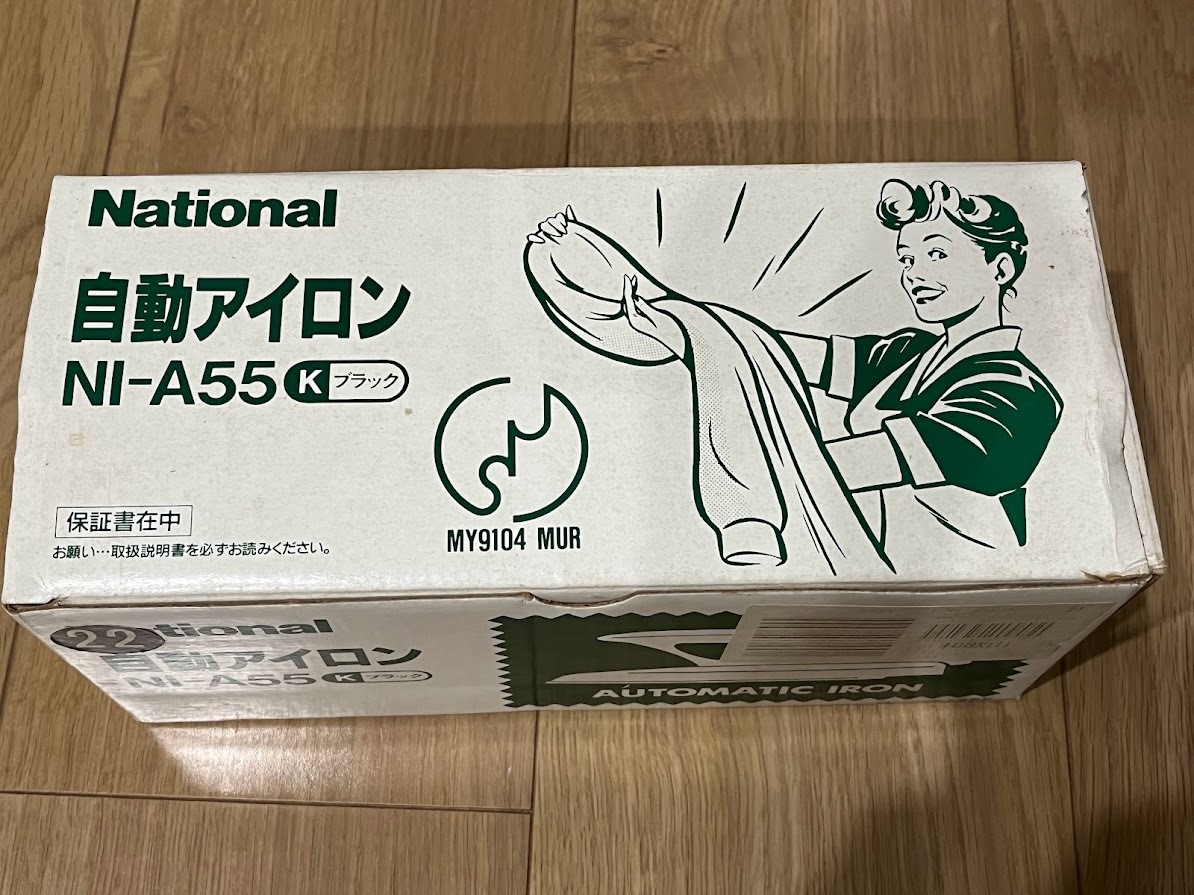 National
自動アイロン
NI-A55 K ブラック
MY9104 MUR
保証書在中
お願い…取扱説明書を必ずお読みください。
22
tional
自動アイロン
NI-A55 K ブラック
AUTOMATIC IRON